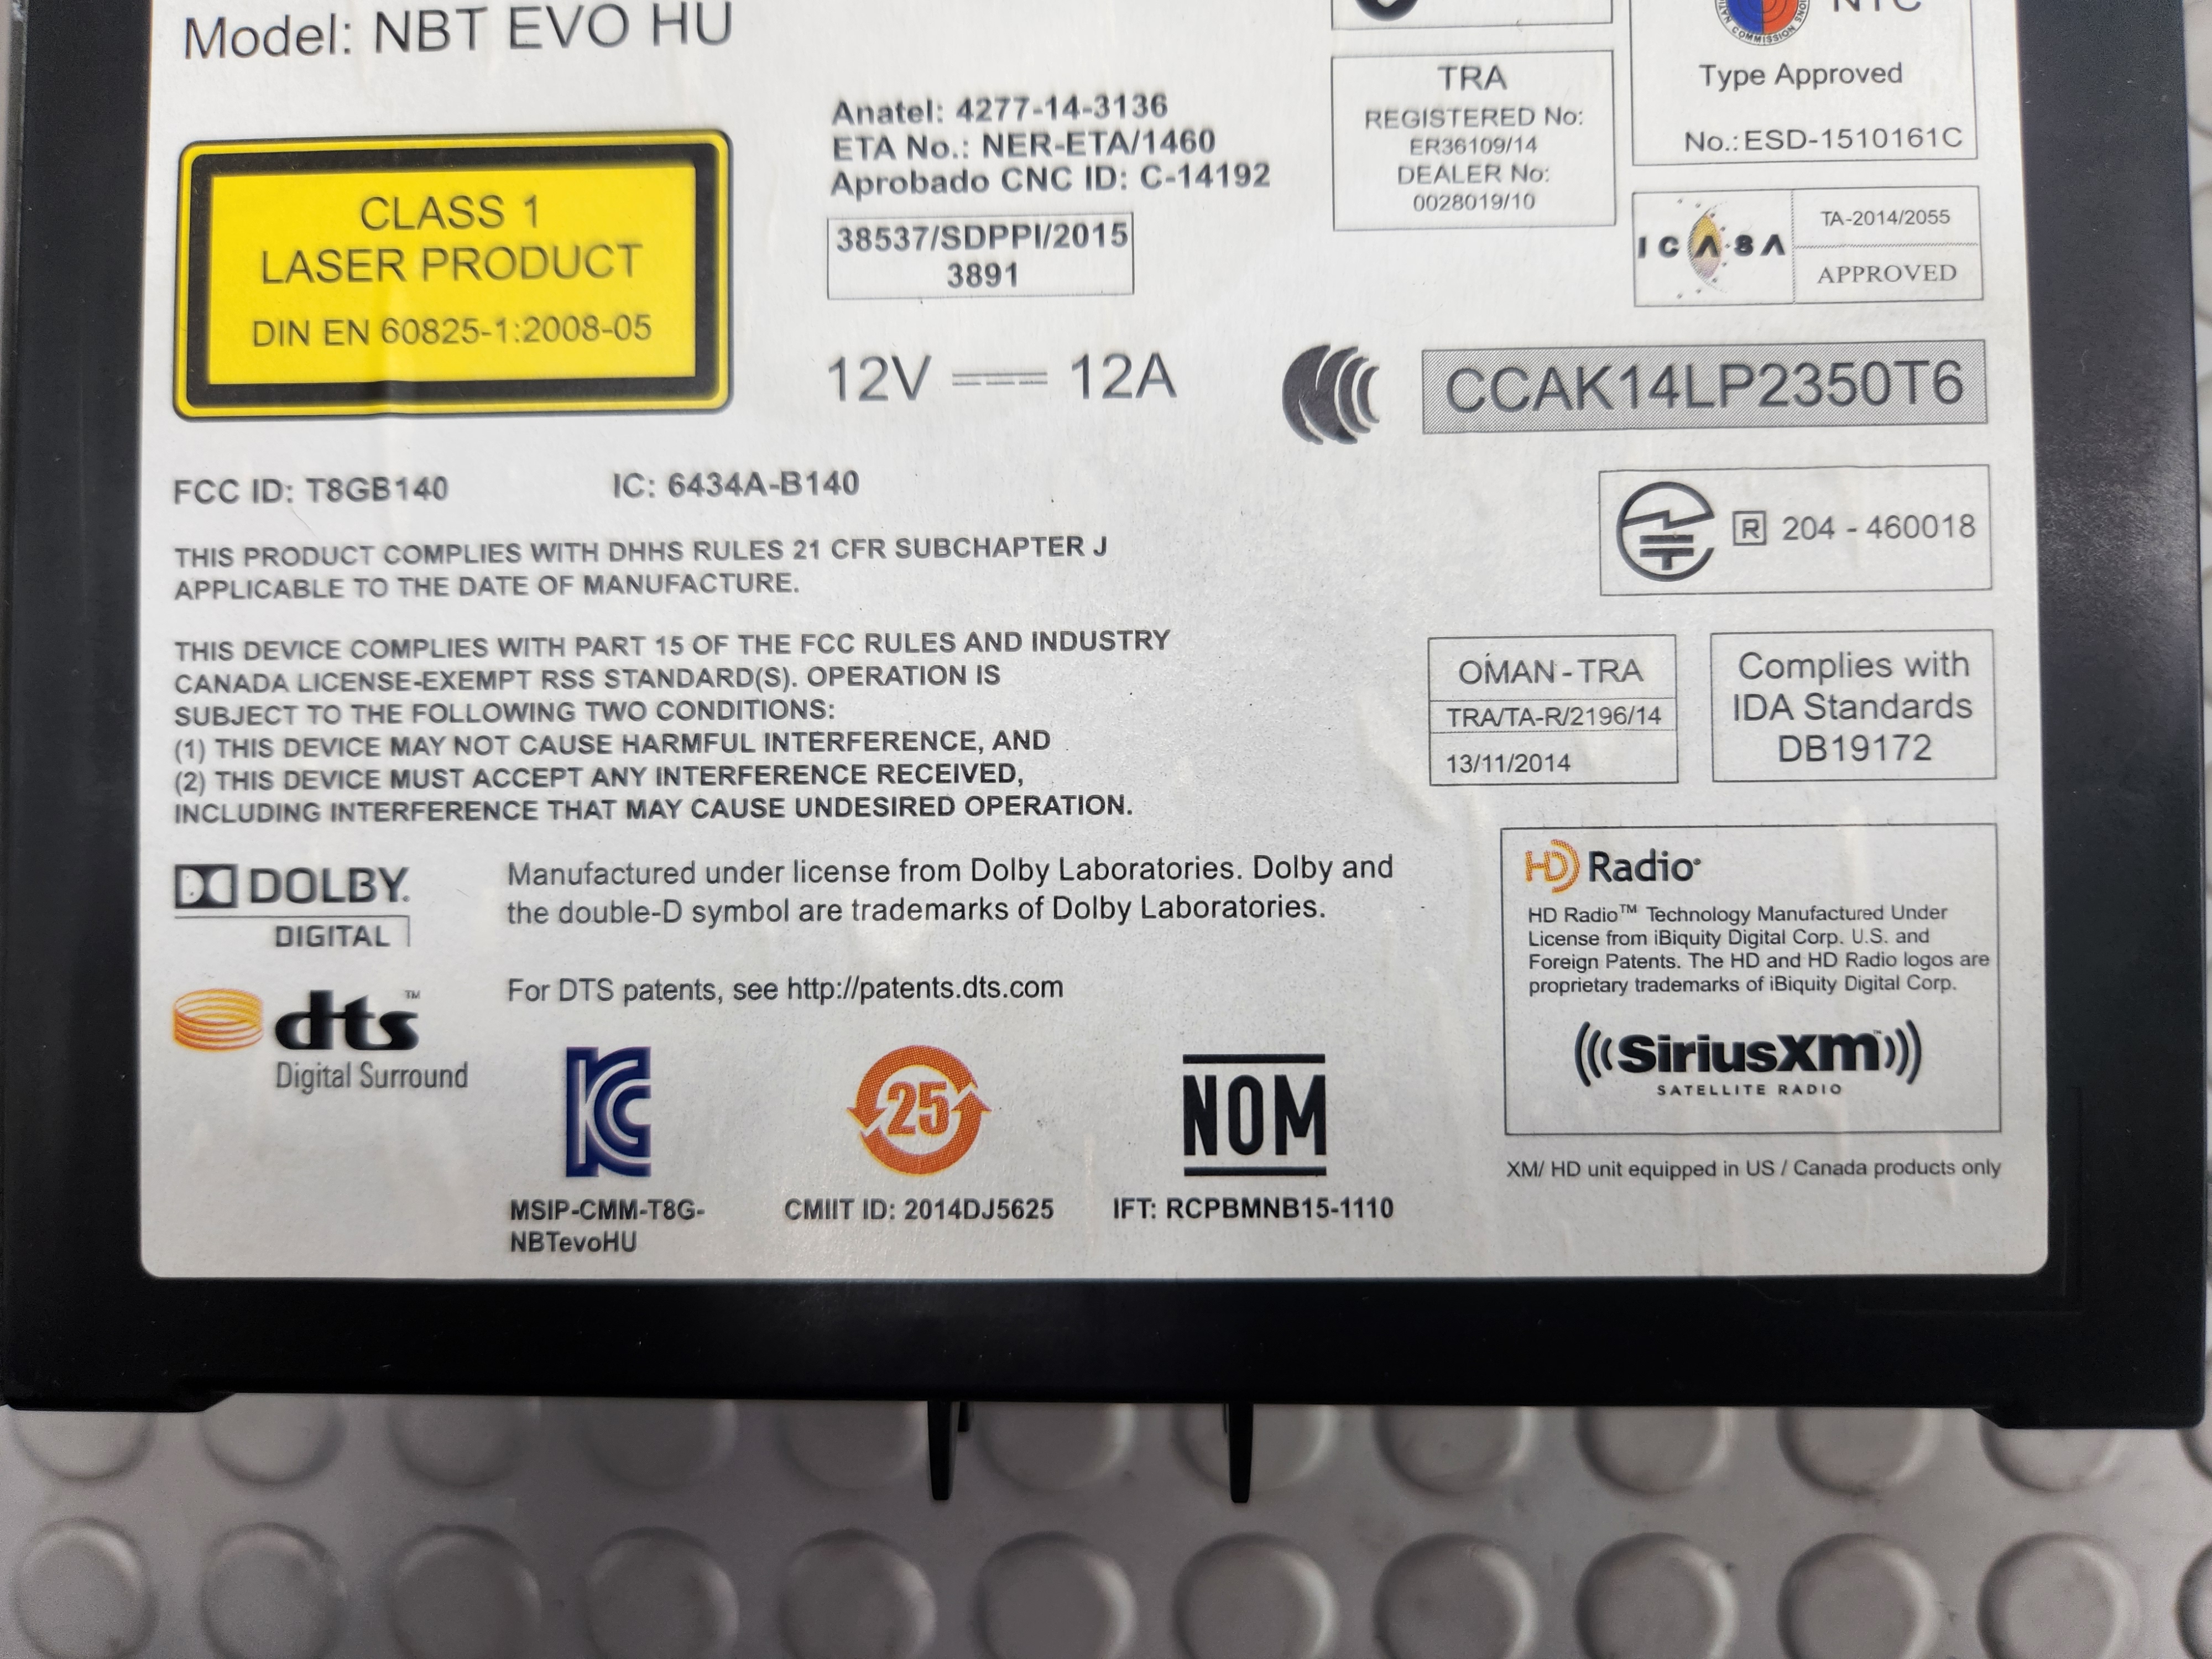 Model: NBT EVO HU
NTC
COMMISSION
Type Approved
No.: ESD-1510161C
TRA
REGISTERED No:
ER36109/14
DEALER No:
0028019/10
Anatel: 4277-14-3136
ETA No.: NER-ETA/1460
Aprobado CNC ID: C-14192
38537/SDPPI/2015
3891
CLASS 1
LASER PRODUCT
DIN EN 60825-1:2008-05
ICASA
TA-2014/2055
APPROVED
12V 12A
CCAK14LP2350T6
FCC ID: T8GB140 IC: 6434A-B140
R 204 - 460018
THIS PRODUCT COMPLIES WITH DHHS RULES 21 CFR SUBCHAPTER J
APPLICABLE TO THE DATE OF MANUFACTURE.
THIS DEVICE COMPLIES WITH PART 15 OF THE FCC RULES AND INDUSTRY
CANADA LICENSE-EXEMPT RSS STANDARD(S). OPERATION IS
SUBJECT TO THE FOLLOWING TWO CONDITIONS:
(1) THIS DEVICE MAY NOT CAUSE HARMFUL INTERFERENCE, AND
(2) THIS DEVICE MUST ACCEPT ANY INTERFERENCE RECEIVED,
INCLUDING INTERFERENCE THAT MAY CAUSE UNDESIRED OPERATION.
OMAN - TRA
TRA/TA-R/2196/14
13/11/2014
Complies with
IDA Standards
DB19172
DOLBY.
DIGITAL
Manufactured under license from Dolby Laboratories. Dolby and
the double-D symbol are trademarks of Dolby Laboratories.
dts™
Digital Surround
For DTS patents, see http://patents.dts.com
HD Radio
HD Radio™ Technology Manufactured Under
License from iBiquity Digital Corp. U.S. and
Foreign Patents. The HD and HD Radio logos are
proprietary trademarks of iBiquity Digital Corp.
SiriusXm
SATELLITE RADIO
XM/ HD unit equipped in US / Canada products only
KC
MSIP-CMM-T8G-
NBTevoHU
25
CMIIT ID: 2014DJ5625
NOM
IFT: RCPBMNB15-1110